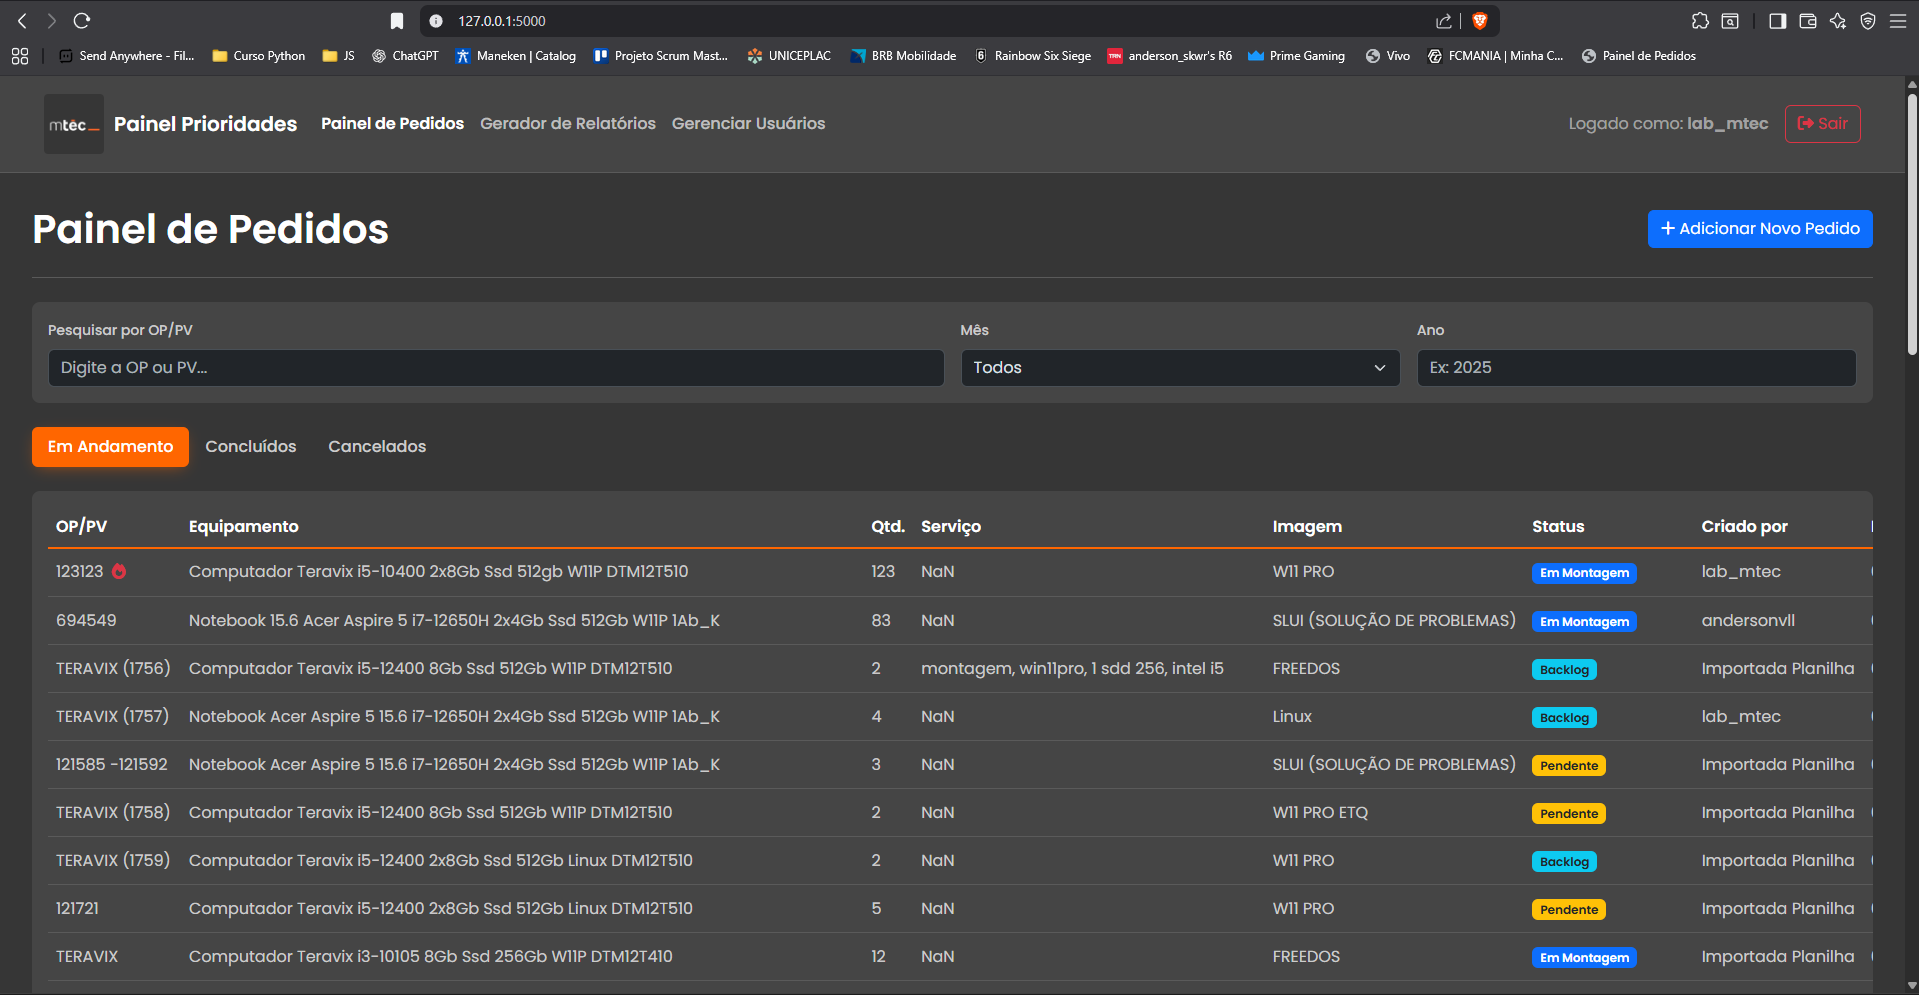 127.0.0.1:5000
Send Anywhere - Fil...
Curso Python
JS
ChatGPT
Maneken | Catalog
Projeto Scrum Mast...
UNICEPLAC
BRB Mobilidade
Rainbow Six Siege
TRN
anderson_skwr's R6
Prime Gaming
Vivo
FCMANIA | Minha C...
Painel de Pedidos
mtec_
Painel Prioridades
Painel de Pedidos
Gerador de Relatórios
Gerenciar Usuários
Logado como: lab_mtec
Sair
Painel de Pedidos
+ Adicionar Novo Pedido
Pesquisar por OP/PV
Mês
Ano
Digite a OP ou PV...
Todos
Ex: 2025
Em Andamento
Concluídos
Cancelados
OP/PV Equipamento Qtd. Serviço Imagem Status Criado por
123123 Computador Teravix i5-10400 2x8Gb Ssd 512gb W11P DTM12T510 123 NaN W11 PRO Em Montagem lab_mtec
694549 Notebook 15.6 Acer Aspire 5 i7-12650H 2x4Gb Ssd 512Gb W11P 1Ab_K 83 NaN SLUI (SOLUÇÃO DE PROBLEMAS) Em Montagem andersonvll
TERAVIX (1756) Computador Teravix i5-12400 8Gb Ssd 512Gb W11P DTM12T510 2 montagem, win11pro, 1 sdd 256, intel i5 FREEDOS Backlog Importada Planilha
TERAVIX (1757) Notebook Acer Aspire 5 15.6 i7-12650H 2x4Gb Ssd 512Gb W11P 1Ab_K 4 NaN Linux Backlog lab_mtec
121585 -121592 Notebook Acer Aspire 5 15.6 i7-12650H 2x4Gb Ssd 512Gb W11P 1Ab_K 3 NaN SLUI (SOLUÇÃO DE PROBLEMAS) Pendente Importada Planilha
TERAVIX (1758) Computador Teravix i5-12400 8Gb Ssd 512Gb W11P DTM12T510 2 NaN W11 PRO ETQ Pendente Importada Planilha
TERAVIX (1759) Computador Teravix i5-12400 2x8Gb Ssd 512Gb Linux DTM12T510 2 NaN W11 PRO Backlog Importada Planilha
121721 Computador Teravix i5-12400 2x8Gb Ssd 512Gb Linux DTM12T510 5 NaN W11 PRO Pendente Importada Planilha
TERAVIX Computador Teravix i3-10105 8Gb Ssd 256Gb W11P DTM12T410 12 NaN FREEDOS Em Montagem Importada Planilha